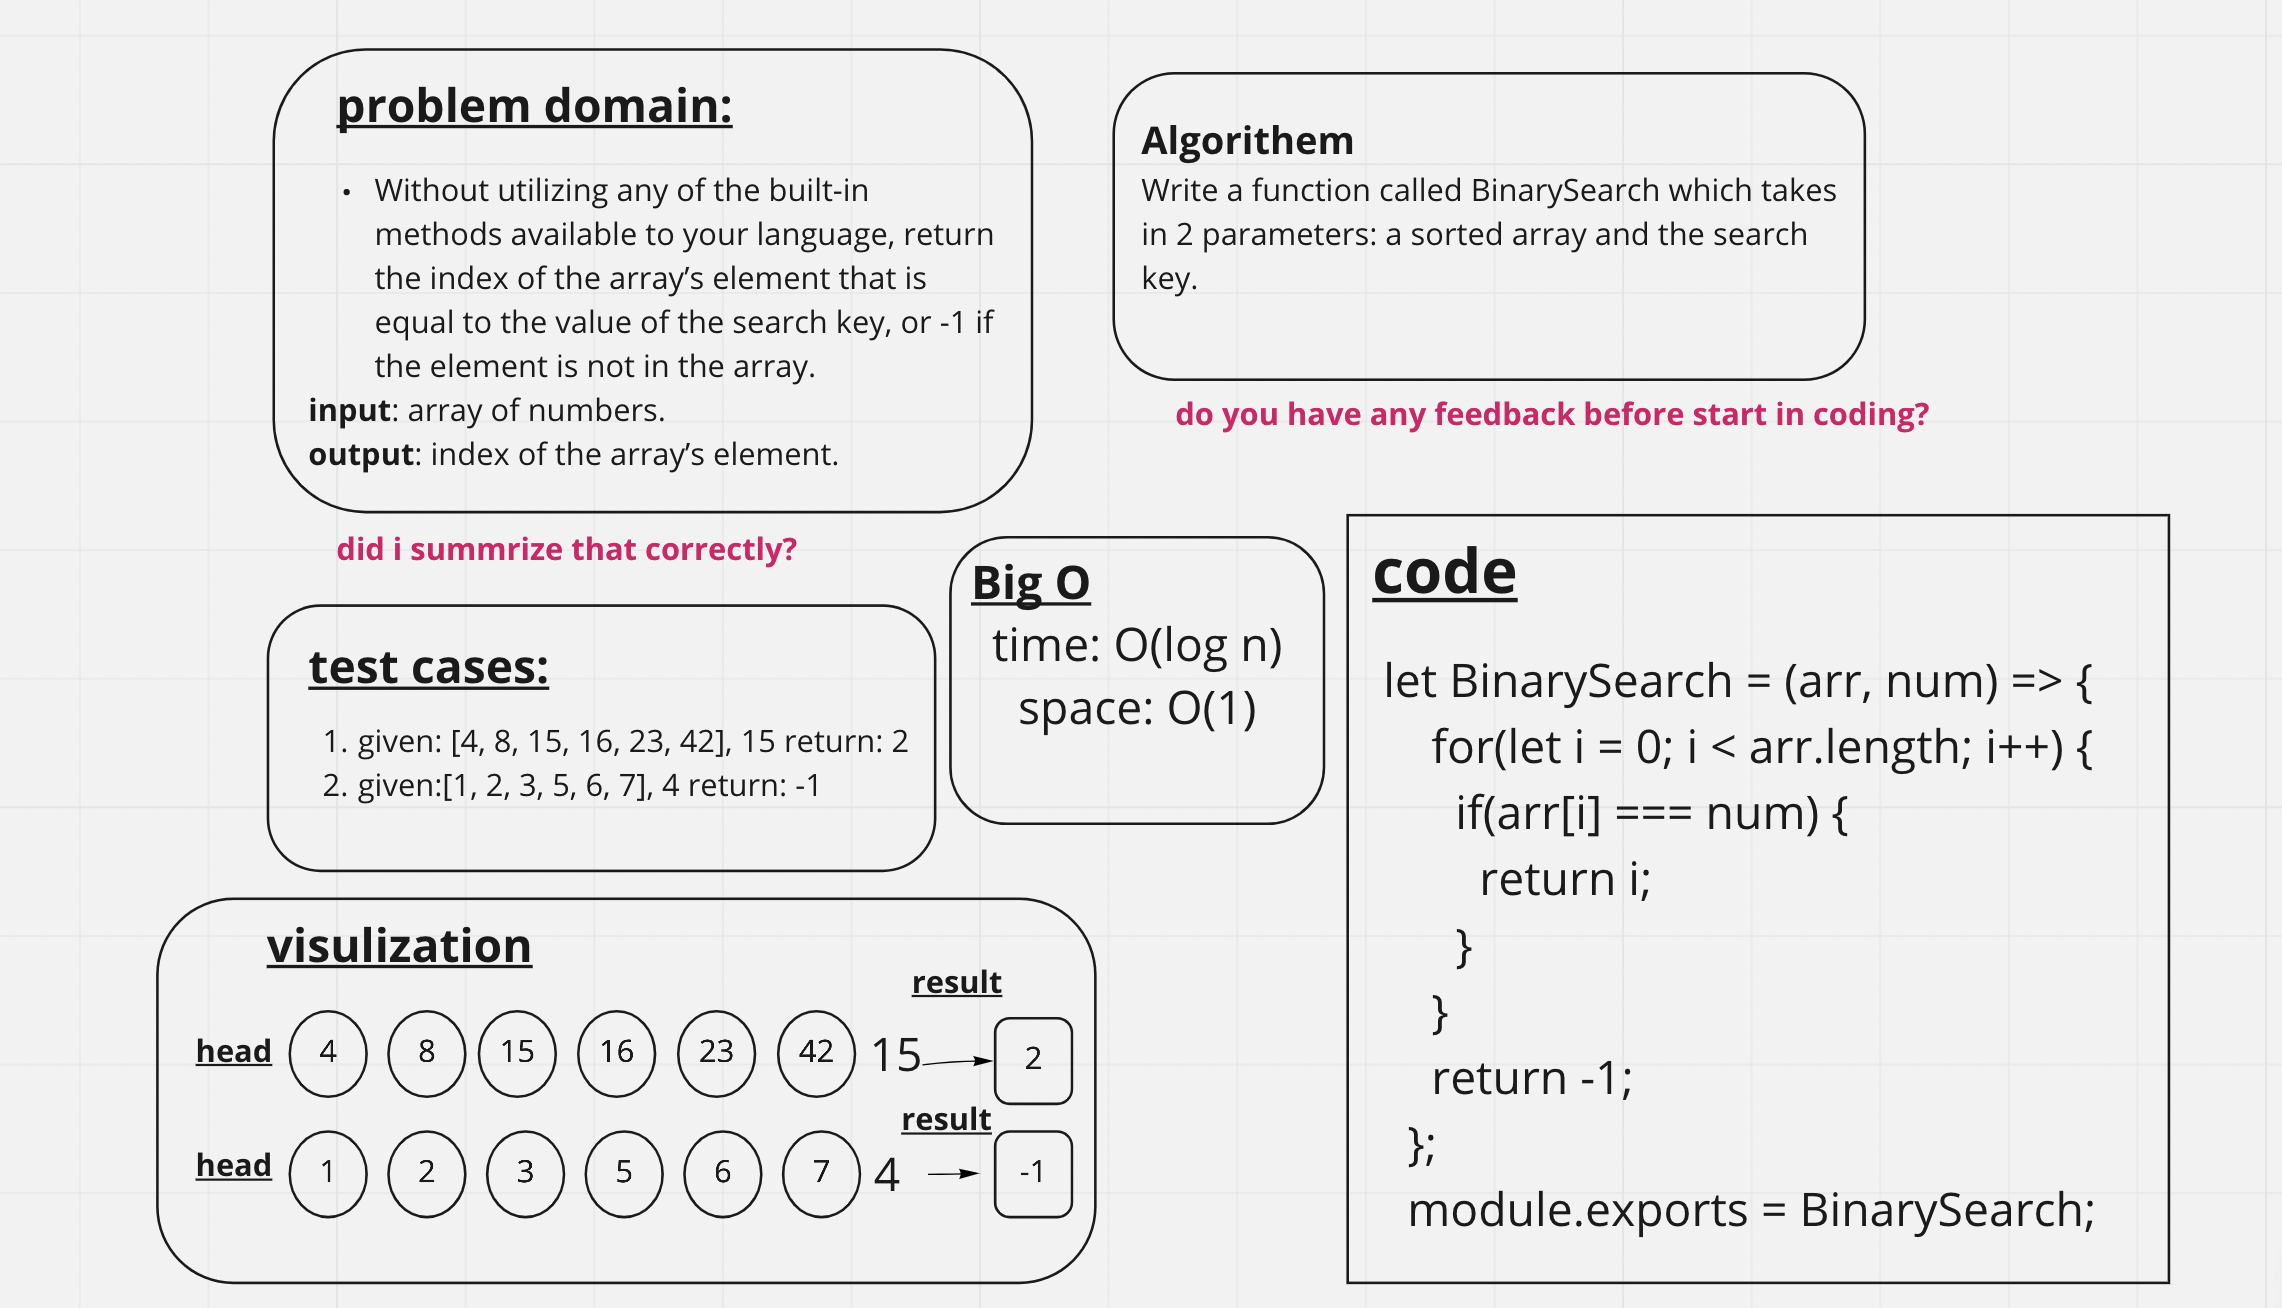 problem domain:
• Without utilizing any of the built-in
methods available to your language, return
the index of the array’s element that is
equal to the value of the search key, or -1 if
the element is not in the array.
input: array of numbers.
output: index of the array’s element.
did i summrize that correctly?
Algorithem
Write a function called BinarySearch which takes
in 2 parameters: a sorted array and the search
key.
do you have any feedback before start in coding?
test cases:
1. given: [4, 8, 15, 16, 23, 42], 15 return: 2
2. given:[1, 2, 3, 5, 6, 7], 4 return: -1
Big O
time: O(log n)
space: O(1)
visulization
result
head 4 8 15 16 23 42 15 2
result
head 1 2 3 5 6 7 4 -1
code
let BinarySearch = (arr, num) => {
for(let i = 0; i < arr.length; i++) {
if(arr[i] === num) {
return i;
}
}
return -1;
};
module.exports = BinarySearch;